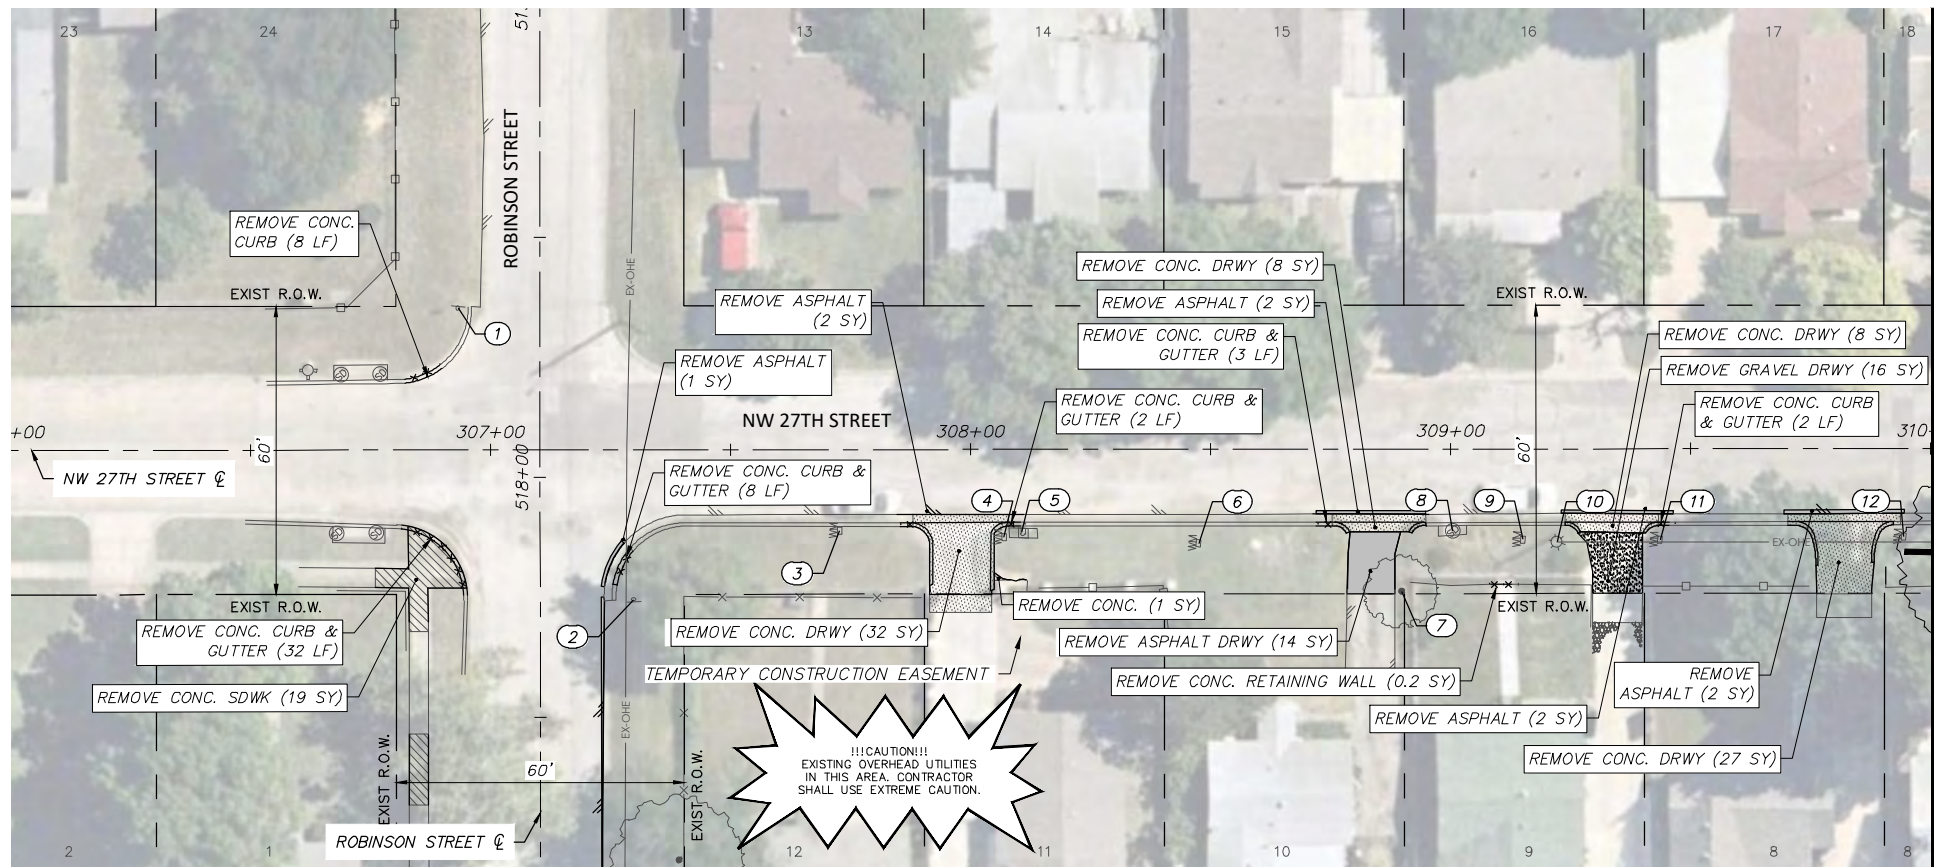 23
24
13
14
15
16
17
18
513
ROBINSON STREET
REMOVE CONC.
CURB (8 LF)
EXIST R.O.W.
1
EX-OHE
REMOVE ASPHALT
(2 SY)
REMOVE ASPHALT
(1 SY)
REMOVE CONC. DRWY (8 SY)
REMOVE ASPHALT (2 SY)
REMOVE CONC. CURB &
GUTTER (3 LF)
EXIST R.O.W.
REMOVE CONC. DRWY (8 SY)
REMOVE GRAVEL DRWY (16 SY)
REMOVE CONC. CURB
& GUTTER (2 LF)
REMOVE CONC. CURB &
GUTTER (2 LF)
NW 27TH STREET
+00
60'
307+00
518+00
308+00
309+00
60'
310
NW 27TH STREET ℄
REMOVE CONC. CURB &
GUTTER (8 LF)
4
5
6
8
9
10
11
12
EX-OHE
3
EXIST R.O.W.
2
REMOVE CONC. (1 SY)
EXIST R.O.W.
REMOVE CONC. CURB &
GUTTER (32 LF)
REMOVE CONC. DRWY (32 SY)
REMOVE ASPHALT DRWY (14 SY)
7
TEMPORARY CONSTRUCTION EASEMENT
REMOVE CONC. RETAINING WALL (0.2 SY)
REMOVE
ASPHALT (2 SY)
REMOVE CONC. SDWK (19 SY)
REMOVE ASPHALT (2 SY)
EX-OHE
!!!CAUTION!!!
EXISTING OVERHEAD UTILITIES
IN THIS AREA. CONTRACTOR
SHALL USE EXTREME CAUTION.
REMOVE CONC. DRWY (27 SY)
EXIST R.O.W.
60'
EXIST R.O.W.
ROBINSON STREET ℄
2
1
12
11
10
9
8
8